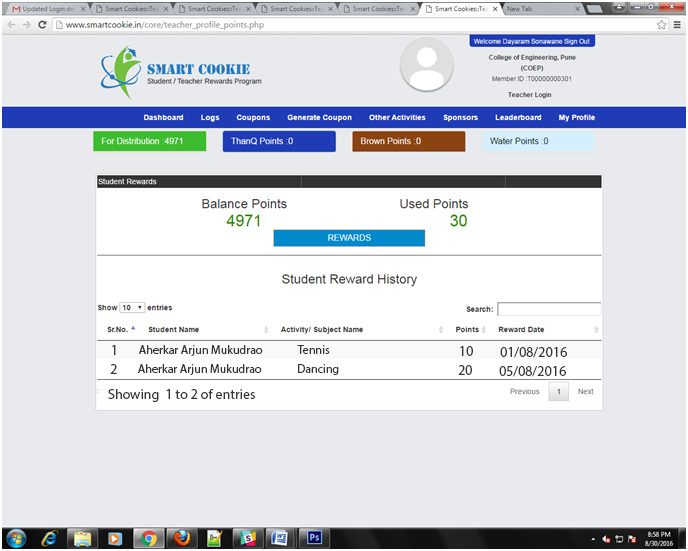 Updated Login de
Smart Cookies::Te
Smart Cookies::Te
Smart Cookies::Te
Smart Cookies::Te
Smart Cookies::Te
New Tab
www.smartcookie.in/core/teacher_profile_points.php
Welcome Dayaram Sonawane Sign Out
College of Engineering, Pune
(COEP)
Member ID :T00000000301
Teacher Login
SMART COOKIE
Student / Teacher Rewards Program
Dashboard Logs Coupons Generate Coupon Other Activities Sponsors Leaderboard My Profile
For Distribution :4971 ThanQ Points :0 Brown Points :0 Water Points :0
Student Rewards
Balance Points Used Points
4971 30
REWARDS
Student Reward History
Show 10 entries Search:
Sr.No. Student Name Activity/ Subject Name Points Reward Date
1 Aherkar Arjun Mukudrao Tennis 10 01/08/2016
2 Aherkar Arjun Mukudrao Dancing 20 05/08/2016
Showing 1 to 2 of entries Previous 1 Next
8:58 PM
8/30/2016